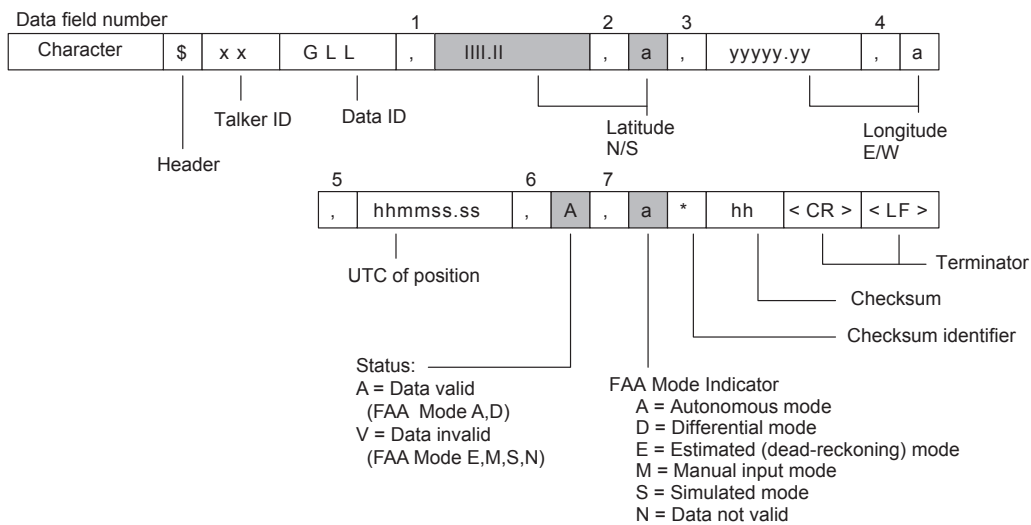 Data field number
1 2 3 4
Character $ x x G L L , llll.ll , a , yyyyy.yy , a
Talker ID Data ID Latitude Longitude
N/S E/W
Header
5 6 7
, hhmmss.ss , A , a * hh < CR > < LF >
UTC of position Terminator
Checksum
Checksum identifier
Status:
A = Data valid
(FAA Mode A,D)
V = Data invalid
(FAA Mode E,M,S,N)
FAA Mode Indicator
A = Autonomous mode
D = Differential mode
E = Estimated (dead-reckoning) mode
M = Manual input mode
S = Simulated mode
N = Data not valid